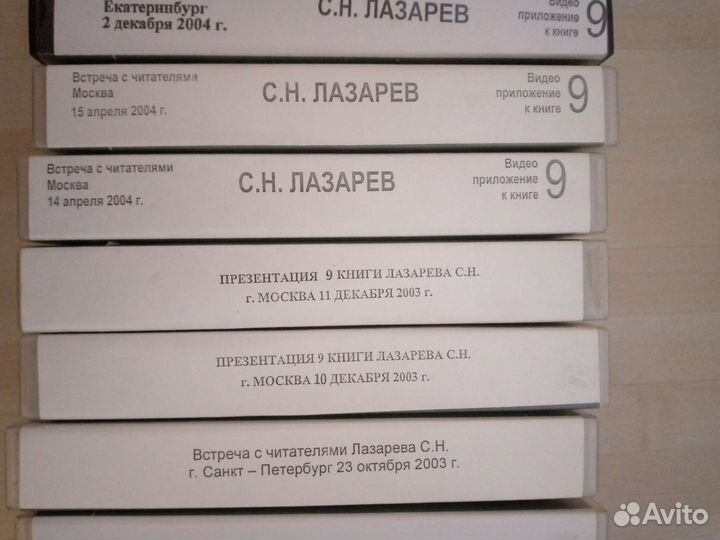 Екатеринбург
2 декабря 2004 г.
С.Н. ЛАЗАРЕВ
Видео
приложение
к книге
9
Встреча с читателями
Москва
15 апреля 2004 г.
С.Н. ЛАЗАРЕВ
Видео
приложение
к книге
9
Встреча с читателями
Москва
14 апреля 2004 г.
С.Н. ЛАЗАРЕВ
Видео
приложение
к книге
9
ПРЕЗЕНТАЦИЯ 9 КНИГИ ЛАЗАРЕВА С.Н.
г. МОСКВА 11 ДЕКАБРЯ 2003 г.
ПРЕЗЕНТАЦИЯ 9 КНИГИ ЛАЗАРЕВА С.Н.
г. МОСКВА 10 ДЕКАБРЯ 2003 г.
Встреча с читателями Лазарева С.Н.
г. Санкт – Петербург 23 октября 2003 г.
Avito